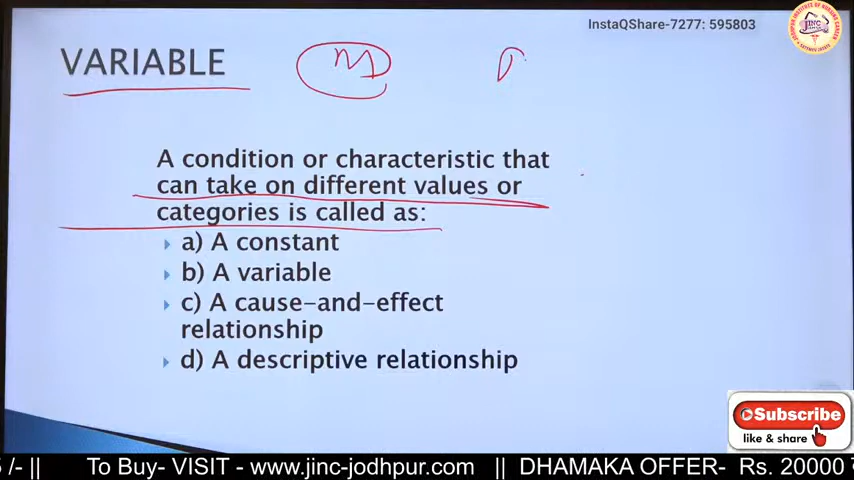 InstaQShare-7277: 595803
VARIABLE
A condition or characteristic that
can take on different values or
categories is called as:
a) A constant
b) A variable
c) A cause-and-effect
relationship
d) A descriptive relationship
Subscribe
like & share
5 /- || To Buy- VISIT - www.jinc-jodhpur.com || DHAMAKA OFFER- Rs. 20000